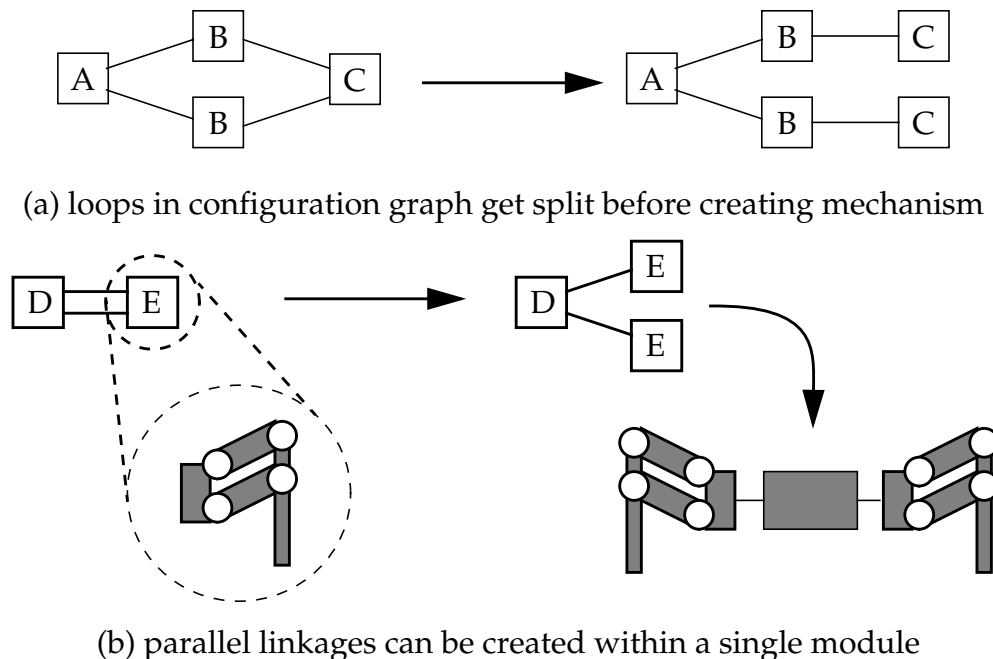 B
A
C
B
B
C
A
B
C
(a) loops in configuration graph get split before creating mechanism
D
E
D
E
E
(b) parallel linkages can be created within a single module